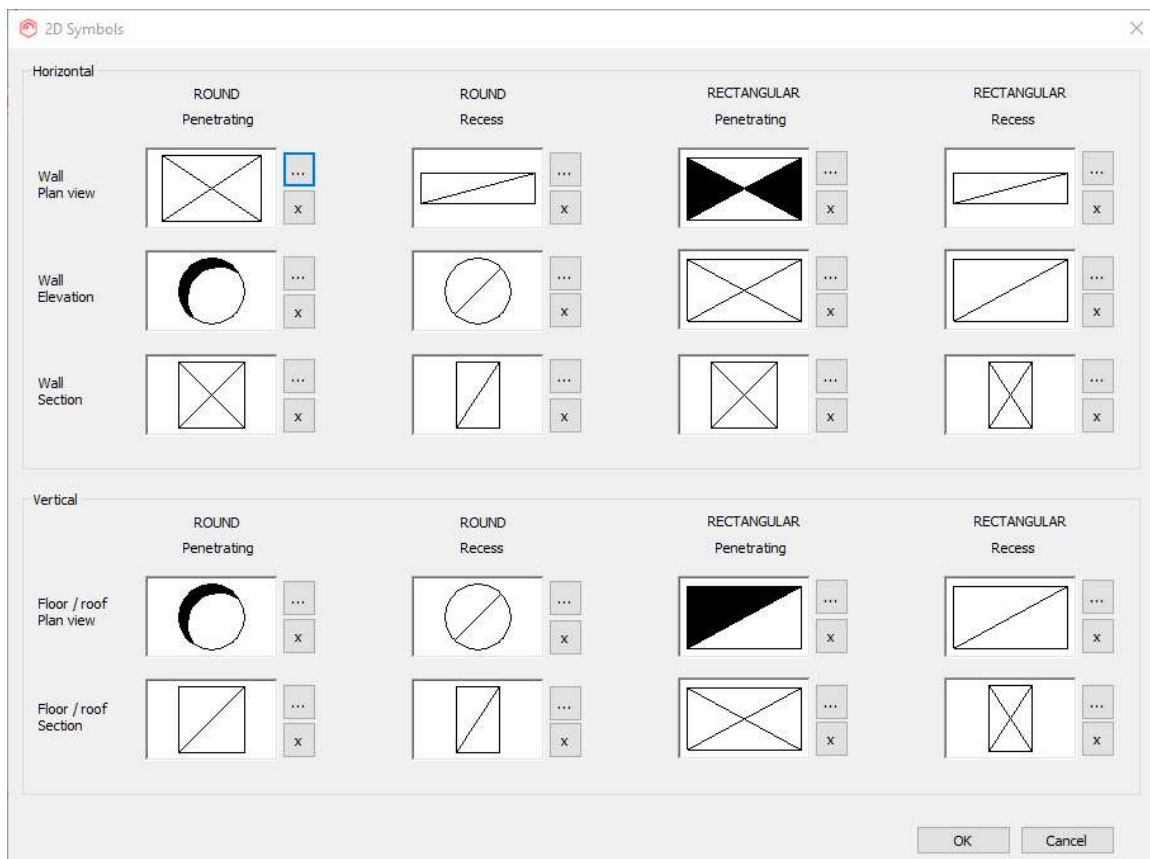 2D Symbols
Horizontal
ROUND ROUND RECTANGULAR RECTANGULAR
Penetrating Recess Penetrating Recess
Wall
Plan view
... ... ... ...
x x x x
Wall
Elevation
... ... ... ...
x x x x
Wall
Section
... ... ... ...
x x x x
Vertical
ROUND ROUND RECTANGULAR RECTANGULAR
Penetrating Recess Penetrating Recess
Floor / roof
Plan view
... ... ... ...
x x x x
Floor / roof
Section
... ... ... ...
x x x x
OK Cancel